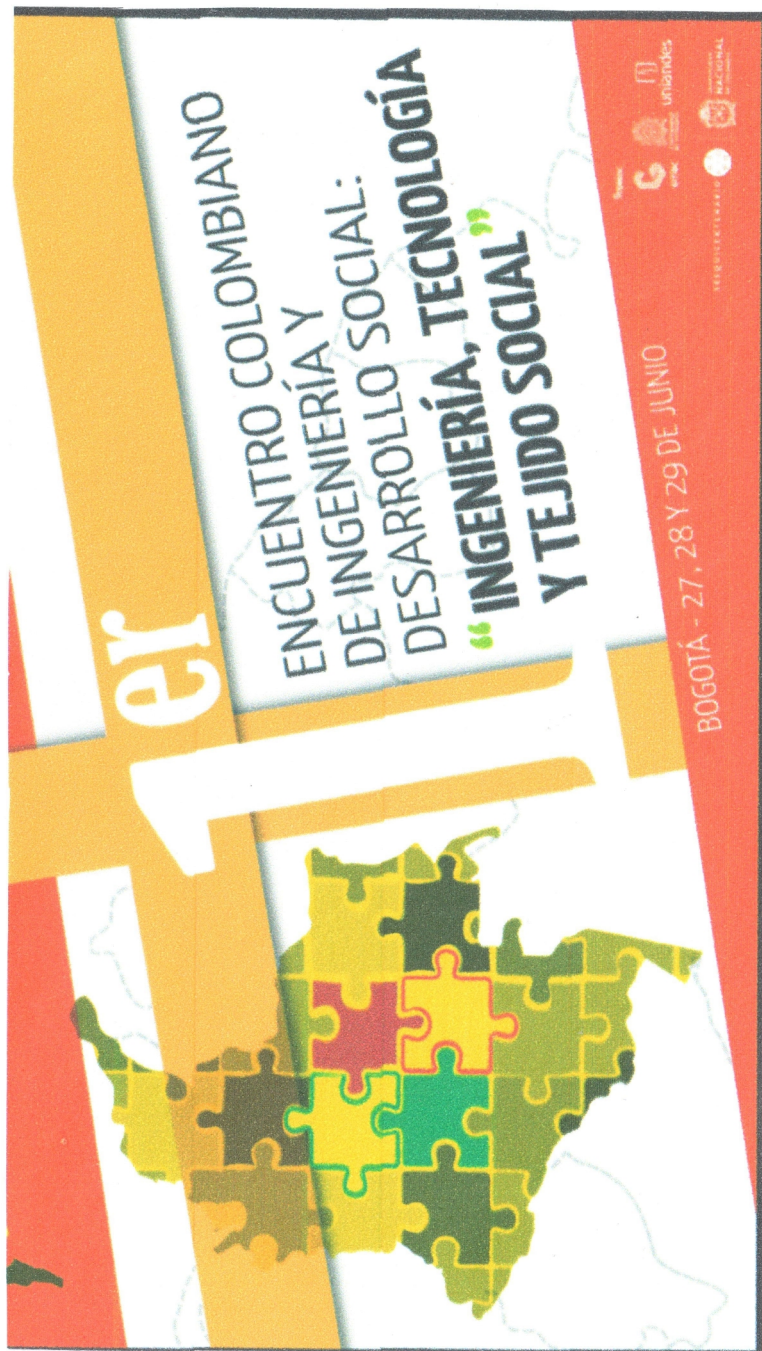 1er
ENCUENTRO COLOMBIANO
DE INGENIERÍA Y
DESARROLLO SOCIAL:
“INGENIERÍA, TECNOLOGÍA
Y TEJIDO SOCIAL”
BOGOTÁ - 27, 28 Y 29 DE JUNIO
uniandes
SESQUICENTENARIO
NACIONAL